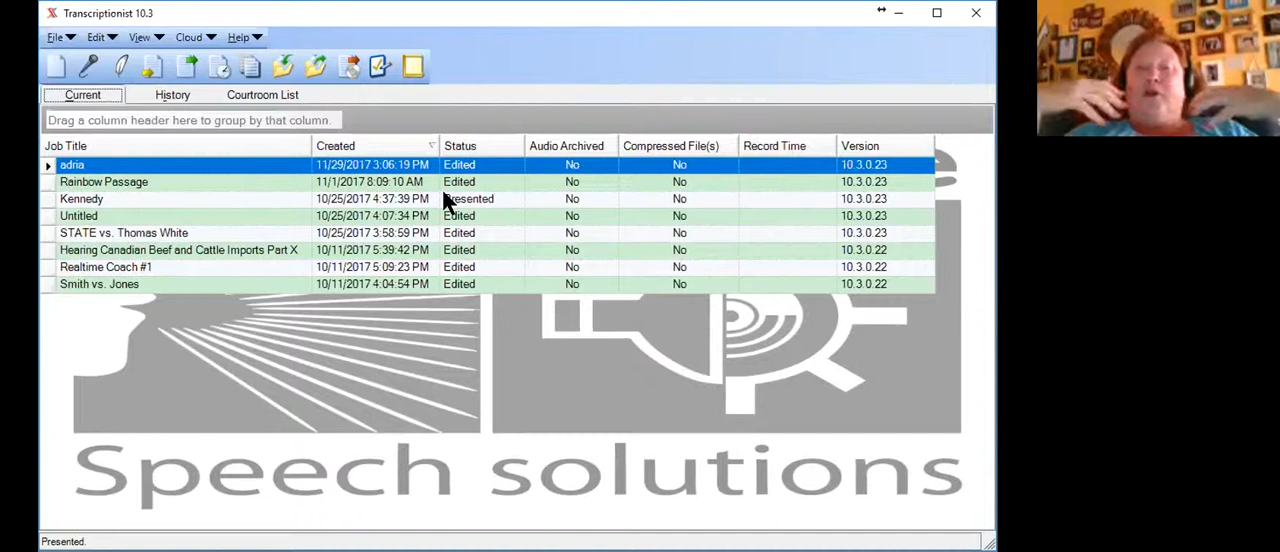 Transcriptionist 10.3
File Edit View Cloud Help
Current History Courtroom List
Drag a column header here to group by that column.
Job Title Created Status Audio Archived Compressed File(s) Record Time Version
adria 11/29/2017 3:06:19 PM Edited No No 10.3.0.23
Rainbow Passage 11/1/2017 8:09:10 AM Edited No No 10.3.0.23
Kennedy 10/25/2017 4:37:39 PM Presented No No 10.3.0.23
Untitled 10/25/2017 4:07:34 PM Edited No No 10.3.0.23
STATE vs. Thomas White 10/25/2017 3:58:59 PM Edited No No 10.3.0.23
Hearing Canadian Beef and Cattle Imports Part X 10/11/2017 5:39:42 PM Edited No No 10.3.0.22
Realtime Coach #1 10/11/2017 5:09:23 PM Edited No No 10.3.0.22
Smith vs. Jones 10/11/2017 4:04:54 PM Edited No No 10.3.0.22
Speech solutions
Presented.